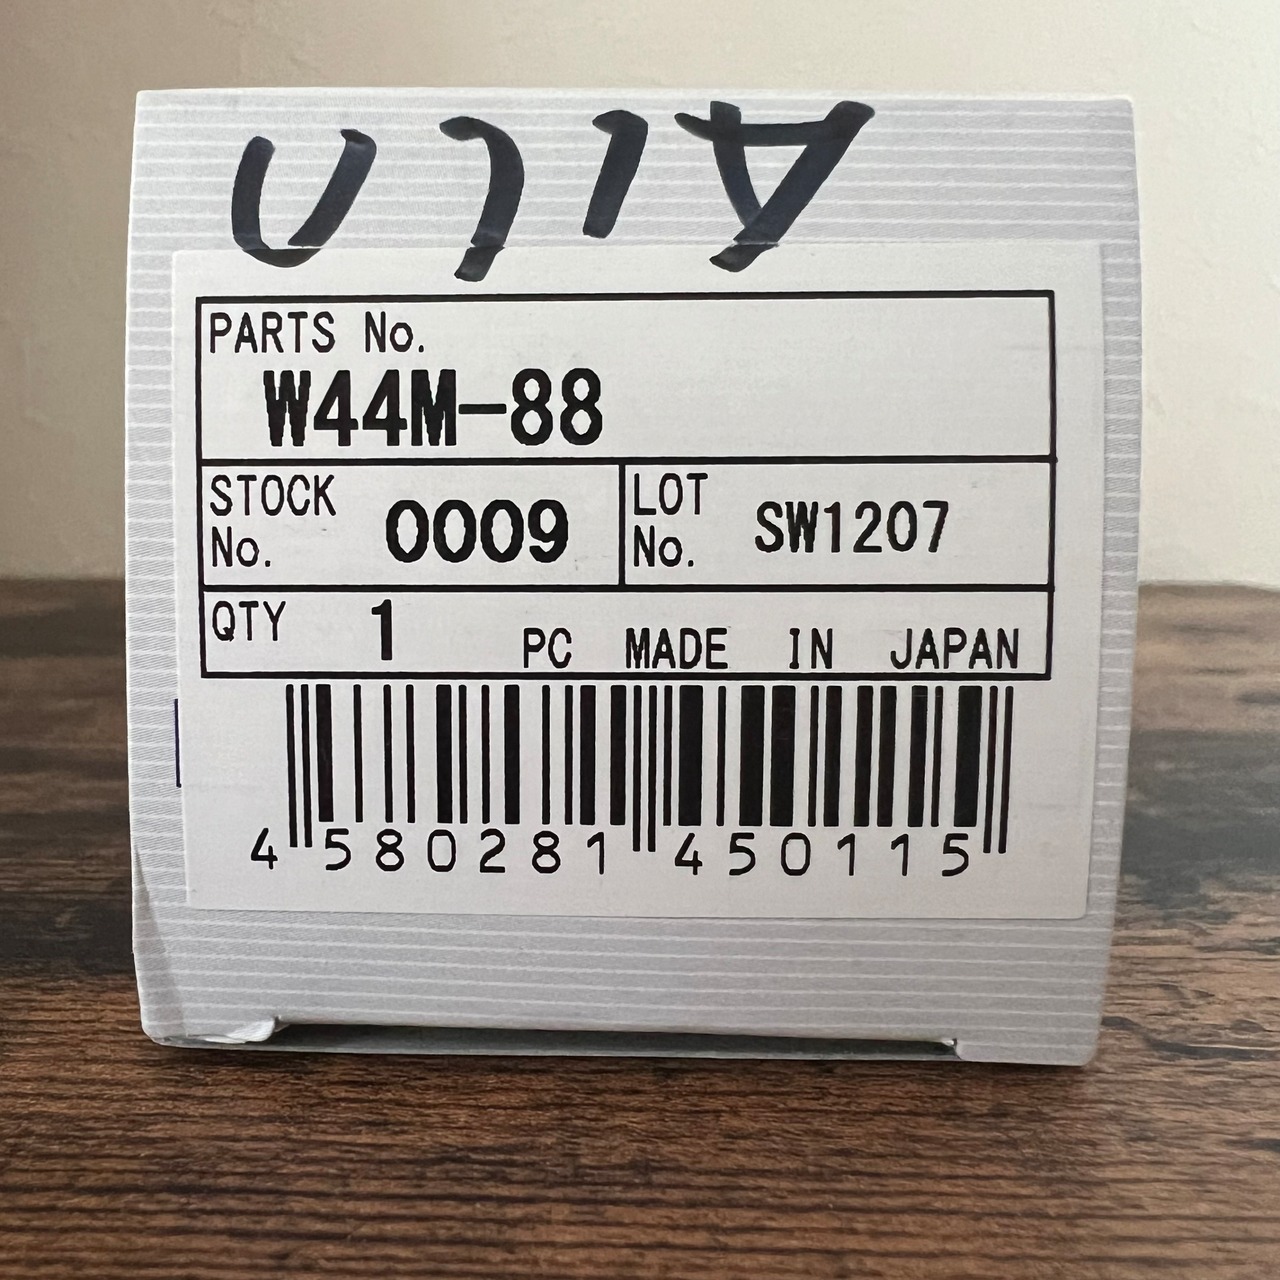 PARTS No.
W44M-88
STOCK No. 0009
LOT No. SW1207
QTY 1 PC MADE IN JAPAN
4 580281 450115